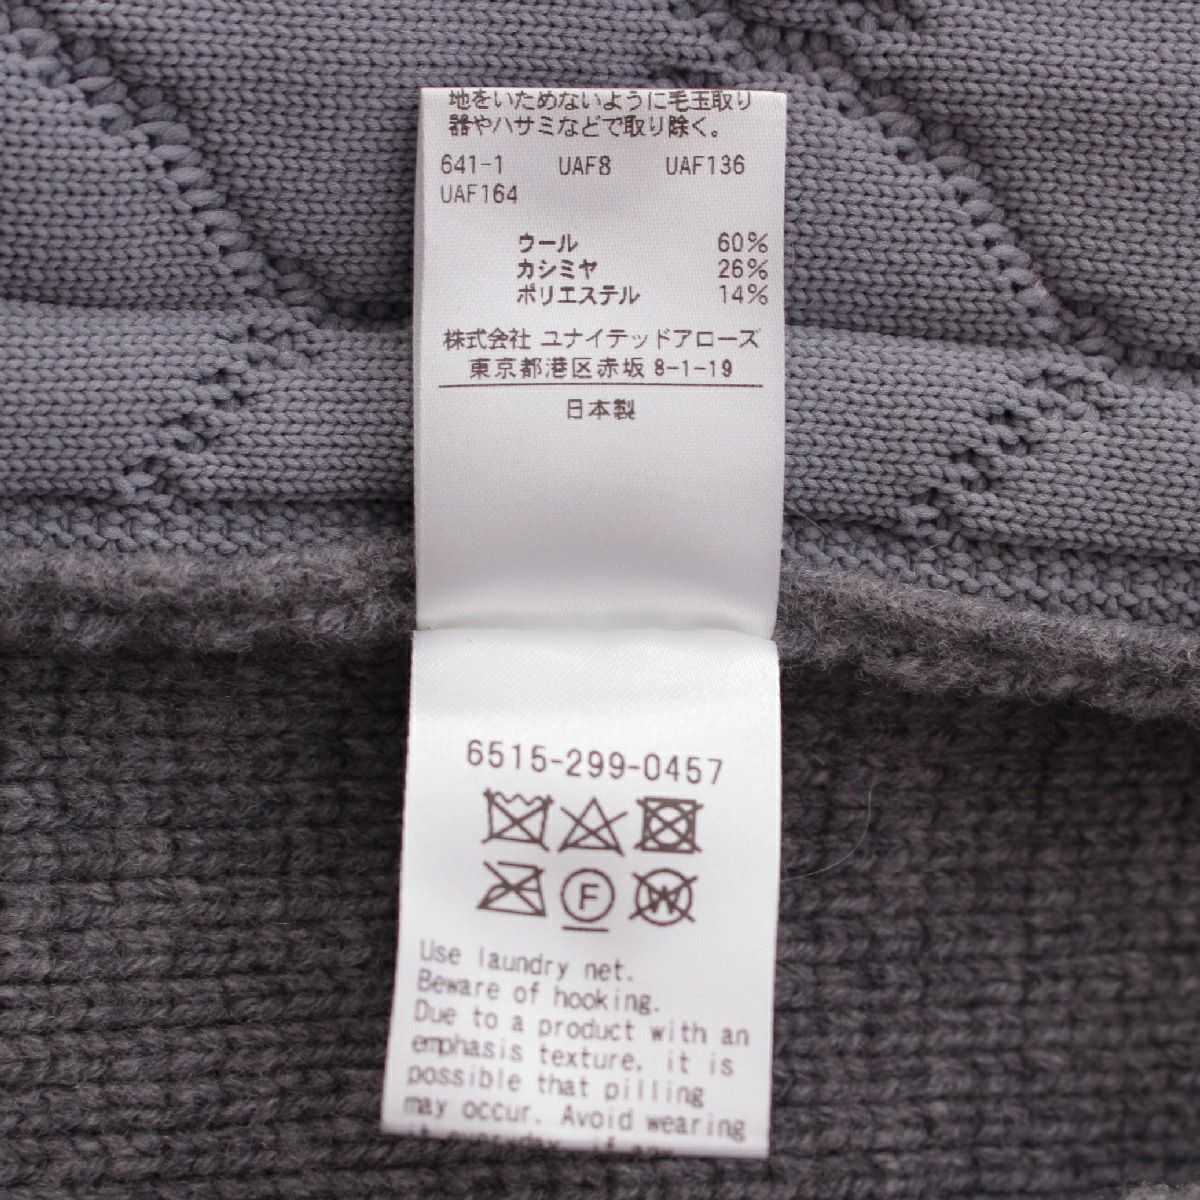 地をいためないように毛玉取り
器やハサミなどで取り除く。
641-1 UAF8 UAF136
UAF164
ウール 60%
カシミヤ 26%
ポリエステル 14%
株式会社 ユナイテッドアローズ
東京都港区赤坂 8-1-19
日本製
6515-299-0457
F
W
Use laundry net.
Beware of hooking.
Due to a product with an
emphasis texture, it is
possible that pilling
may occur. Avoid wearing
it everyday, if an